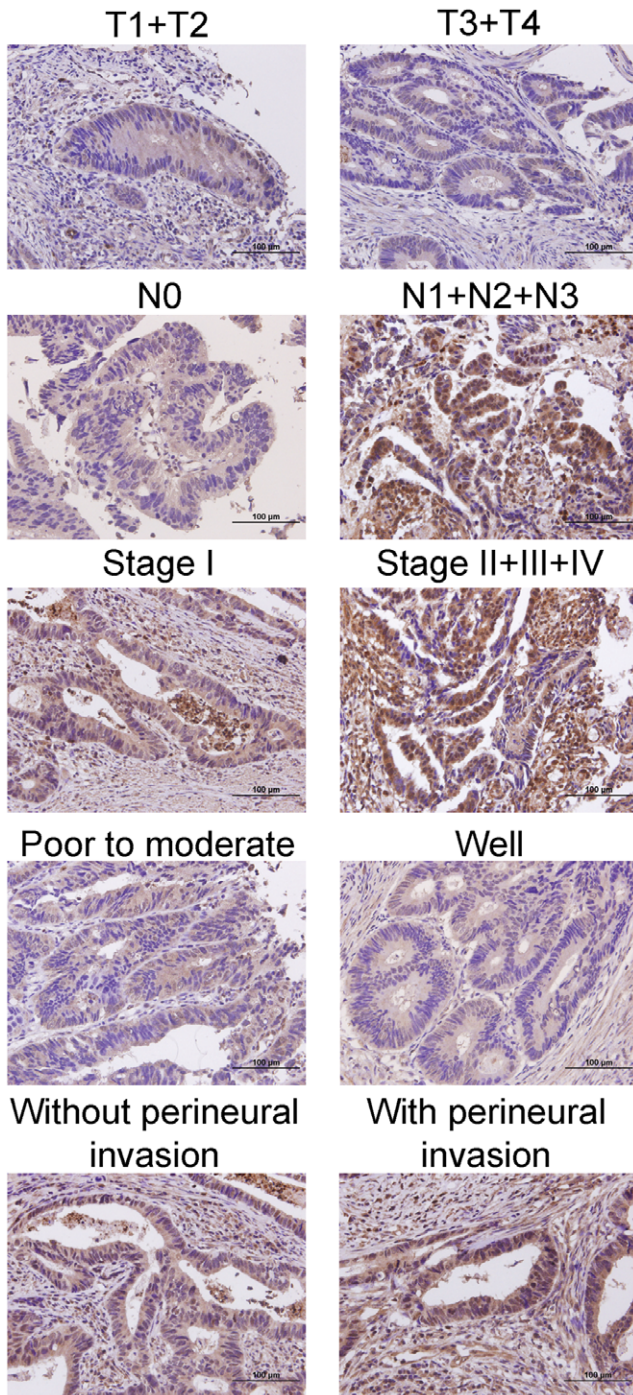 T1+T2
T3+T4
100 μm
100 μm
N0
N1+N2+N3
100 μm
100 μm
Stage I
Stage II+III+IV
100 μm
100 μm
Poor to moderate
Well
100 μm
100 μm
Without perineural
invasion
With perineural
invasion
100 μm
100 μm